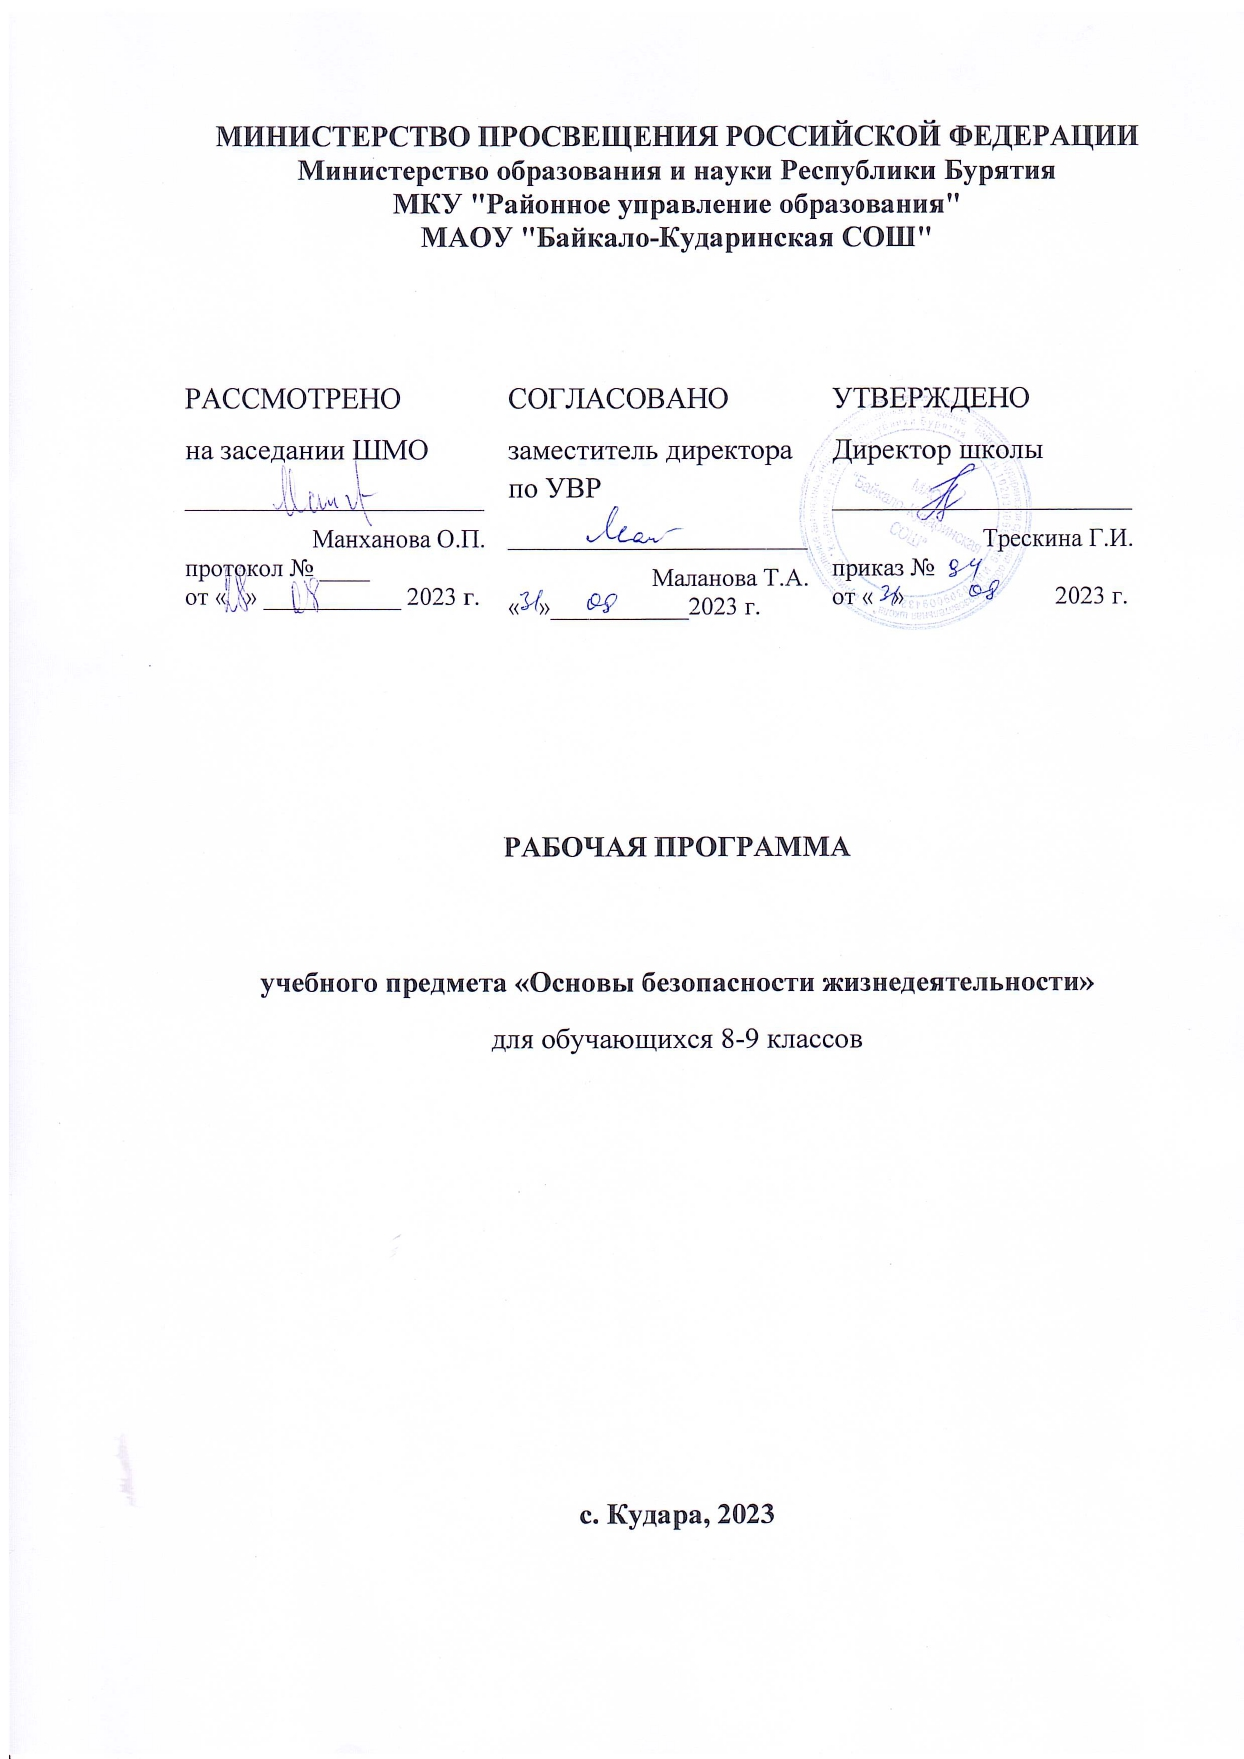 МИНИСТЕРСТВО ПРОСВЕЩЕНИЯ РОССИЙСКОЙ ФЕДЕРАЦИИ
Министерство образования и науки Республики Бурятия
МКУ "Районное управление образования"
МАОУ "Байкало-Кударинская СОШ"
РАССМОТРЕНО
на заседании ШМО
Манханова О.П.
протокол № ____
от «28» 08 2023 г.
СОГЛАСОВАНО
заместитель директора
по УВР
Маланова Т.А.
«31» 08 2023 г.
УТВЕРЖДЕНО
Директор школы
Трескина Г.И.
приказ № 84
от « 31 » 08 2023 г.
РАБОЧАЯ ПРОГРАММА
учебного предмета «Основы безопасности жизнедеятельности»
для обучающихся 8-9 классов
с. Кудара, 2023